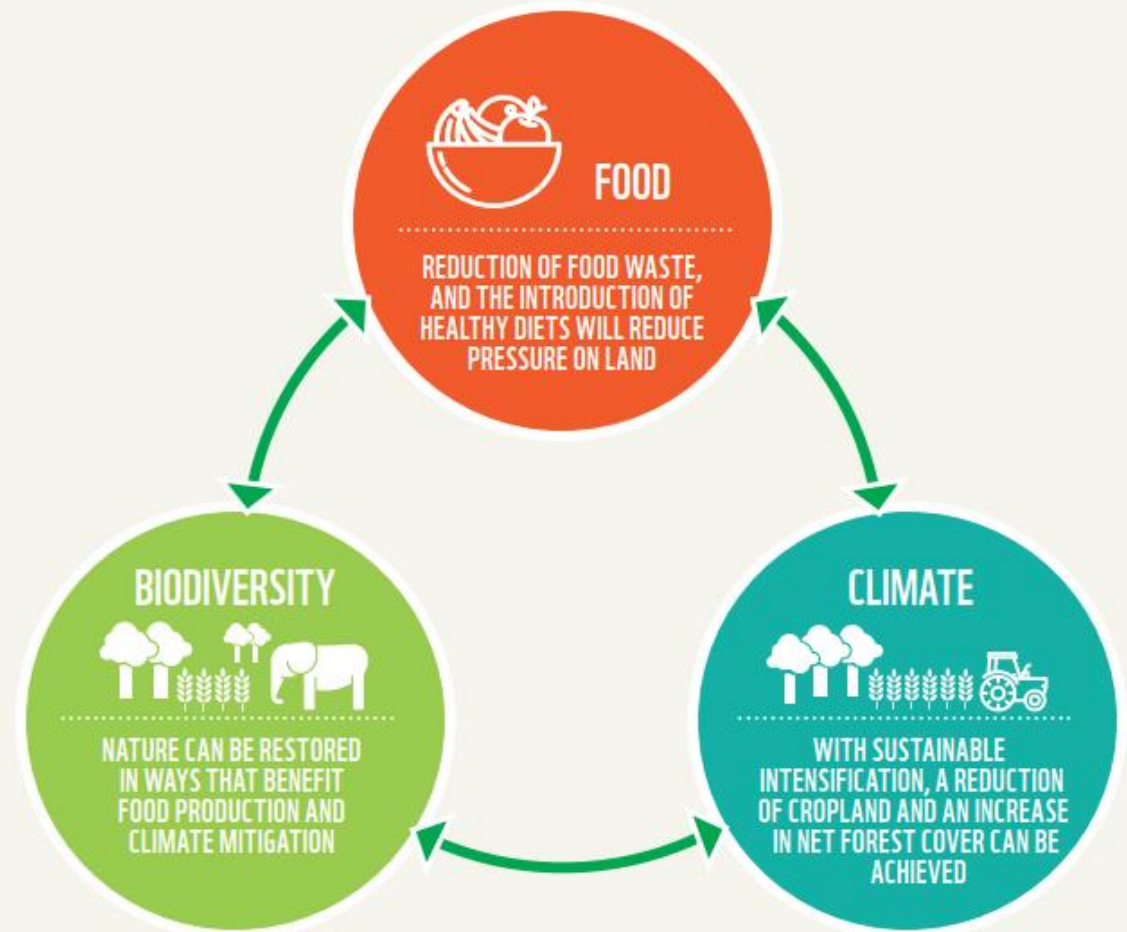 FOOD
REDUCTION OF FOOD WASTE,
AND THE INTRODUCTION OF
HEALTHY DIETS WILL REDUCE
PRESSURE ON LAND
BIODIVERSITY
NATURE CAN BE RESTORED
IN WAYS THAT BENEFIT
FOOD PRODUCTION AND
CLIMATE MITIGATION
CLIMATE
WITH SUSTAINABLE
INTENSIFICATION, A REDUCTION
OF CROPLAND AND AN INCREASE
IN NET FOREST COVER CAN BE
ACHIEVED